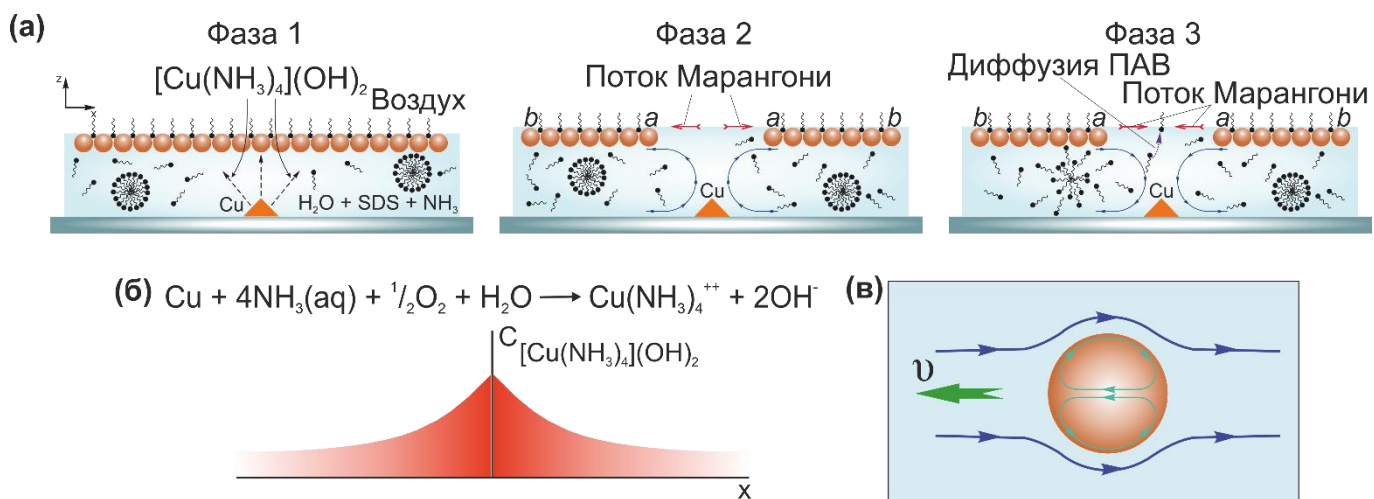 (а)
Фаза 1
Фаза 2
Фаза 3
[Cu(NH₃)₄](OH)₂
Воздух
z
x
Cu
H₂O + SDS + NH₃
Поток Марангони
b
a
a
b
Cu
Диффузия ПАВ
Поток Марангони
b
a
a
b
Cu
(б) Cu + 4NH₃(aq) + ¹/₂O₂ + H₂O → Cu(NH₃)₄⁺⁺ + 2OH⁻
C[Cu(NH₃)₄](OH)₂
x
(в)
υ